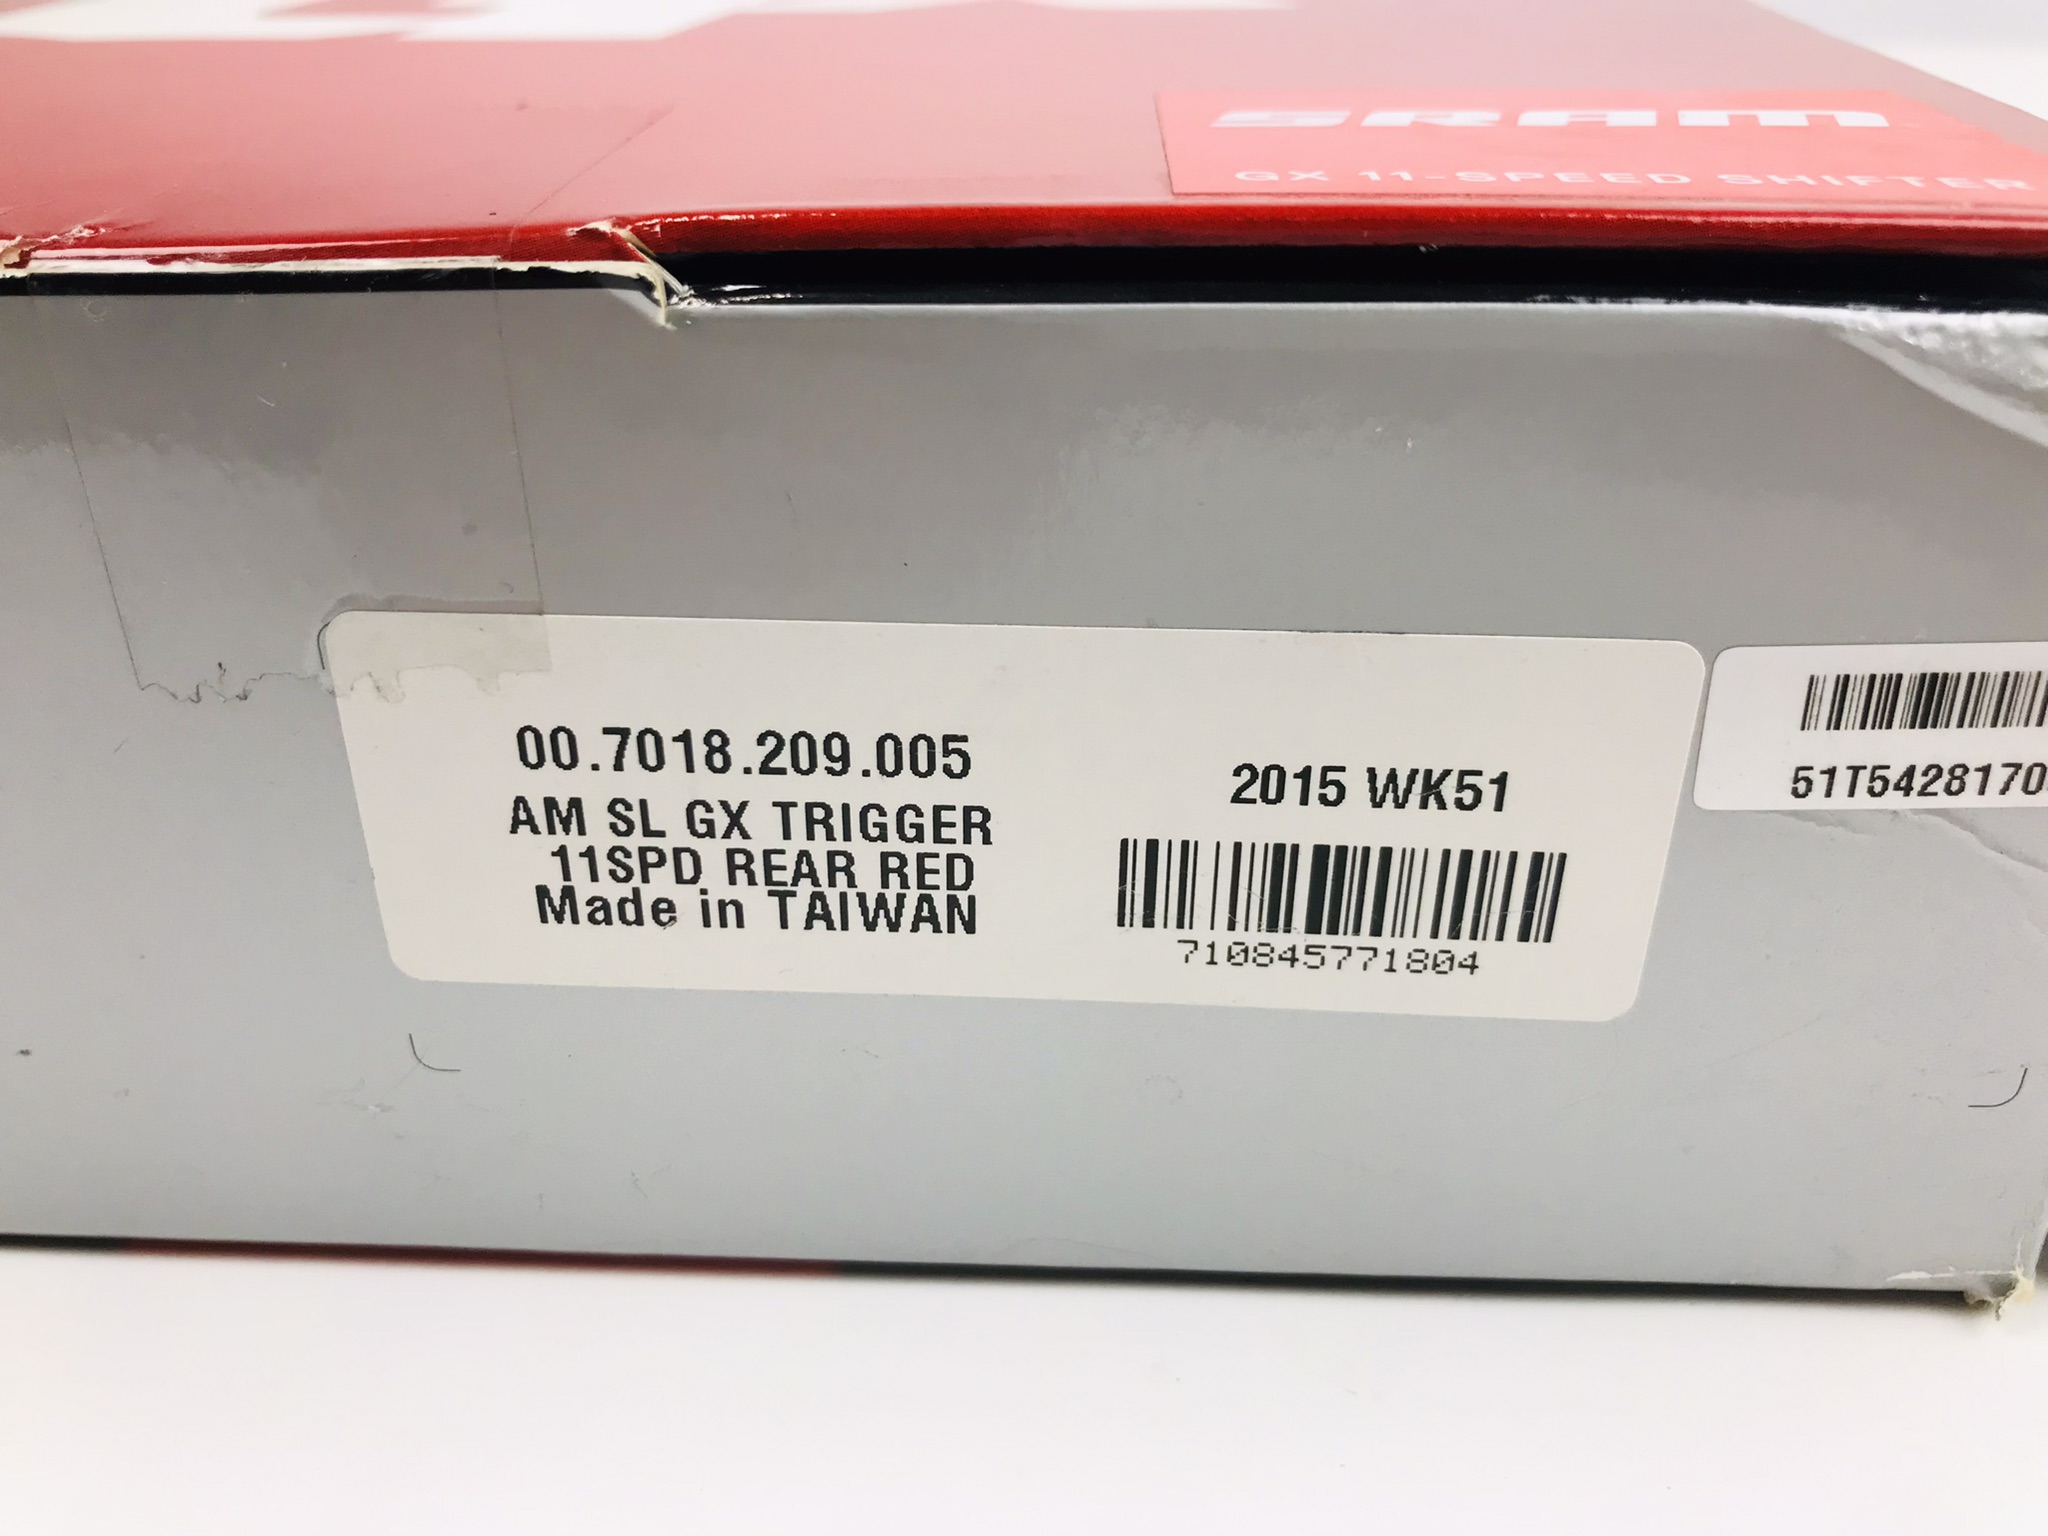 SRAM
GX 11-SPEED SHIFTER
00.7018.209.005
AM SL GX TRIGGER
11SPD REAR RED
Made in TAIWAN
2015 WK51
710845771804
51T5428170